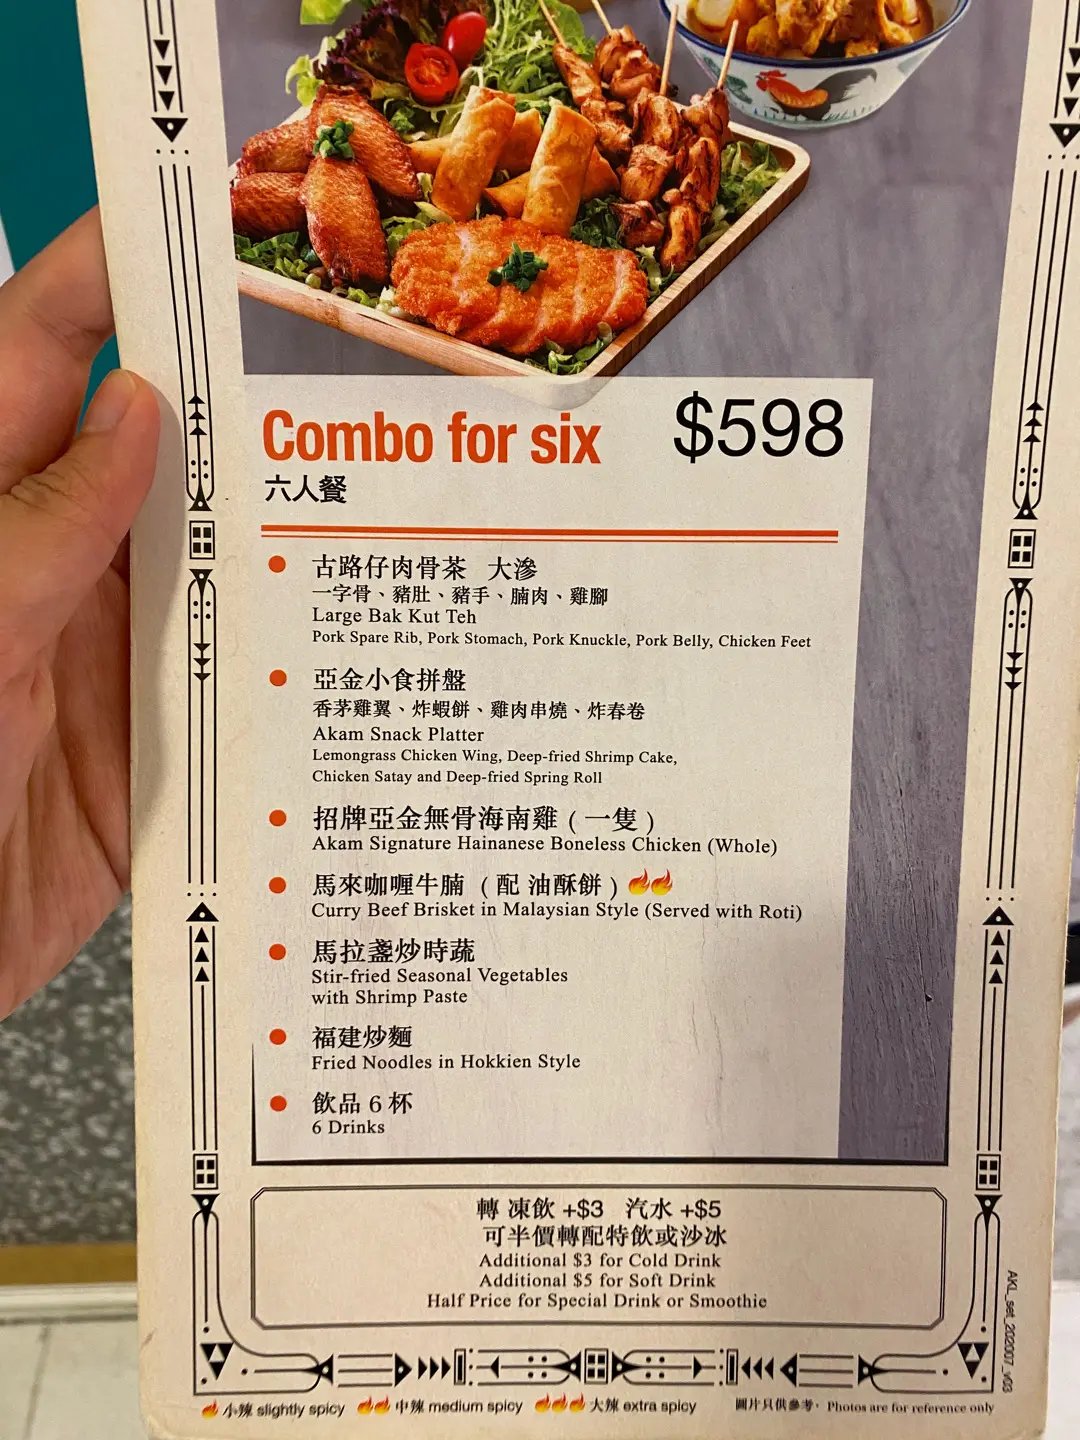 Combo for six $598
六人餐
古路仔肉骨茶 大滲
一字骨、豬肚、豬手、腩肉、雞腳
Large Bak Kut Teh
Pork Spare Rib, Pork Stomach, Pork Knuckle, Pork Belly, Chicken Feet
亞金小食拼盤
香茅雞翼、炸蝦餅、雞肉串燒、炸春卷
Akam Snack Platter
Lemongrass Chicken Wing, Deep-fried Shrimp Cake,
Chicken Satay and Deep-fried Spring Roll
招牌亞金無骨海南雞（一隻）
Akam Signature Hainanese Boneless Chicken (Whole)
馬來咖喱牛腩（配 油酥餅）
Curry Beef Brisket in Malaysian Style (Served with Roti)
馬拉盞炒時蔬
Stir-fried Seasonal Vegetables
with Shrimp Paste
福建炒麵
Fried Noodles in Hokkien Style
飲品 6 杯
6 Drinks
轉 凍飲 +$3 汽水 +$5
可半價轉配特飲或沙冰
Additional $3 for Cold Drink
Additional $5 for Soft Drink
Half Price for Special Drink or Smoothie
AKL_set_202007_v03
小辣 slightly spicy 中辣 medium spicy 大辣 extra spicy 圖片只供參考，Photos are for reference only